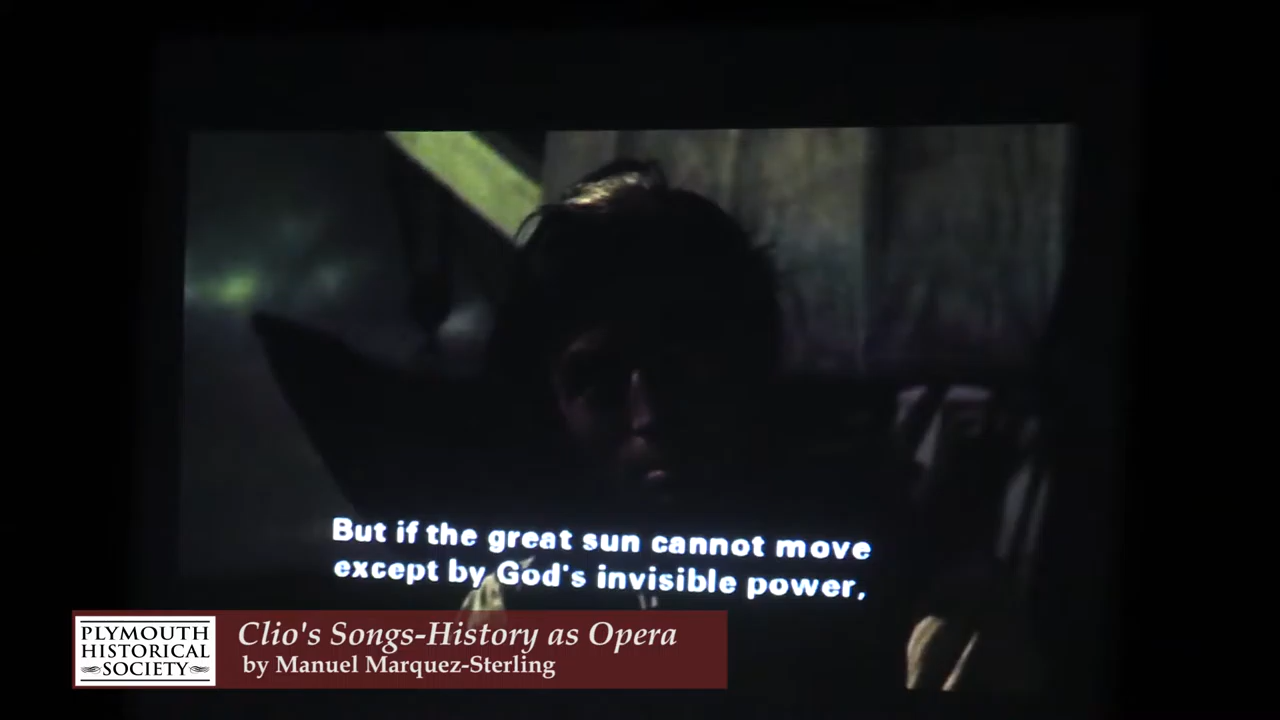 But if the great sun cannot move
except by God's invisible power,
PLYMOUTH
HISTORICAL
SOCIETY
Clio's Songs-History as Opera
by Manuel Marquez-Sterling